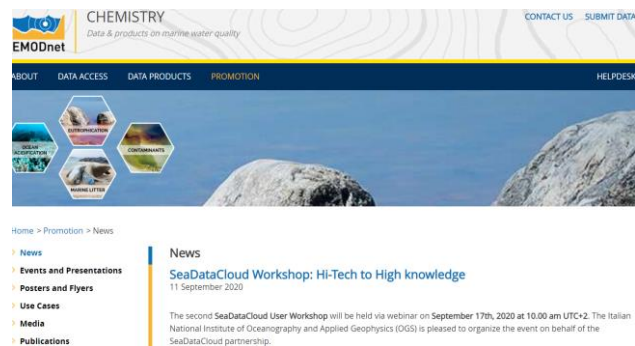 EMODnet
CHEMISTRY
Data & products on marine water quality
CONTACT US SUBMIT DATA
ABOUT DATA ACCESS DATA PRODUCTS PROMOTION HELPDESK
EUTROPHICATION
OCEAN ACIDIFICATION
CONTAMINANTS
MARINE LITTER
Home > Promotion > News
News
Events and Presentations
Posters and Flyers
Use Cases
Media
Publications
News
SeaDataCloud Workshop: Hi-Tech to High knowledge
11 September 2020
The second SeaDataCloud User Workshop will be held via webinar on September 17th, 2020 at 10.00 am UTC+2. The Italian
National Institute of Oceanography and Applied Geophysics (OGS) is pleased to organize the event on behalf of the
SeaDataCloud partnership.